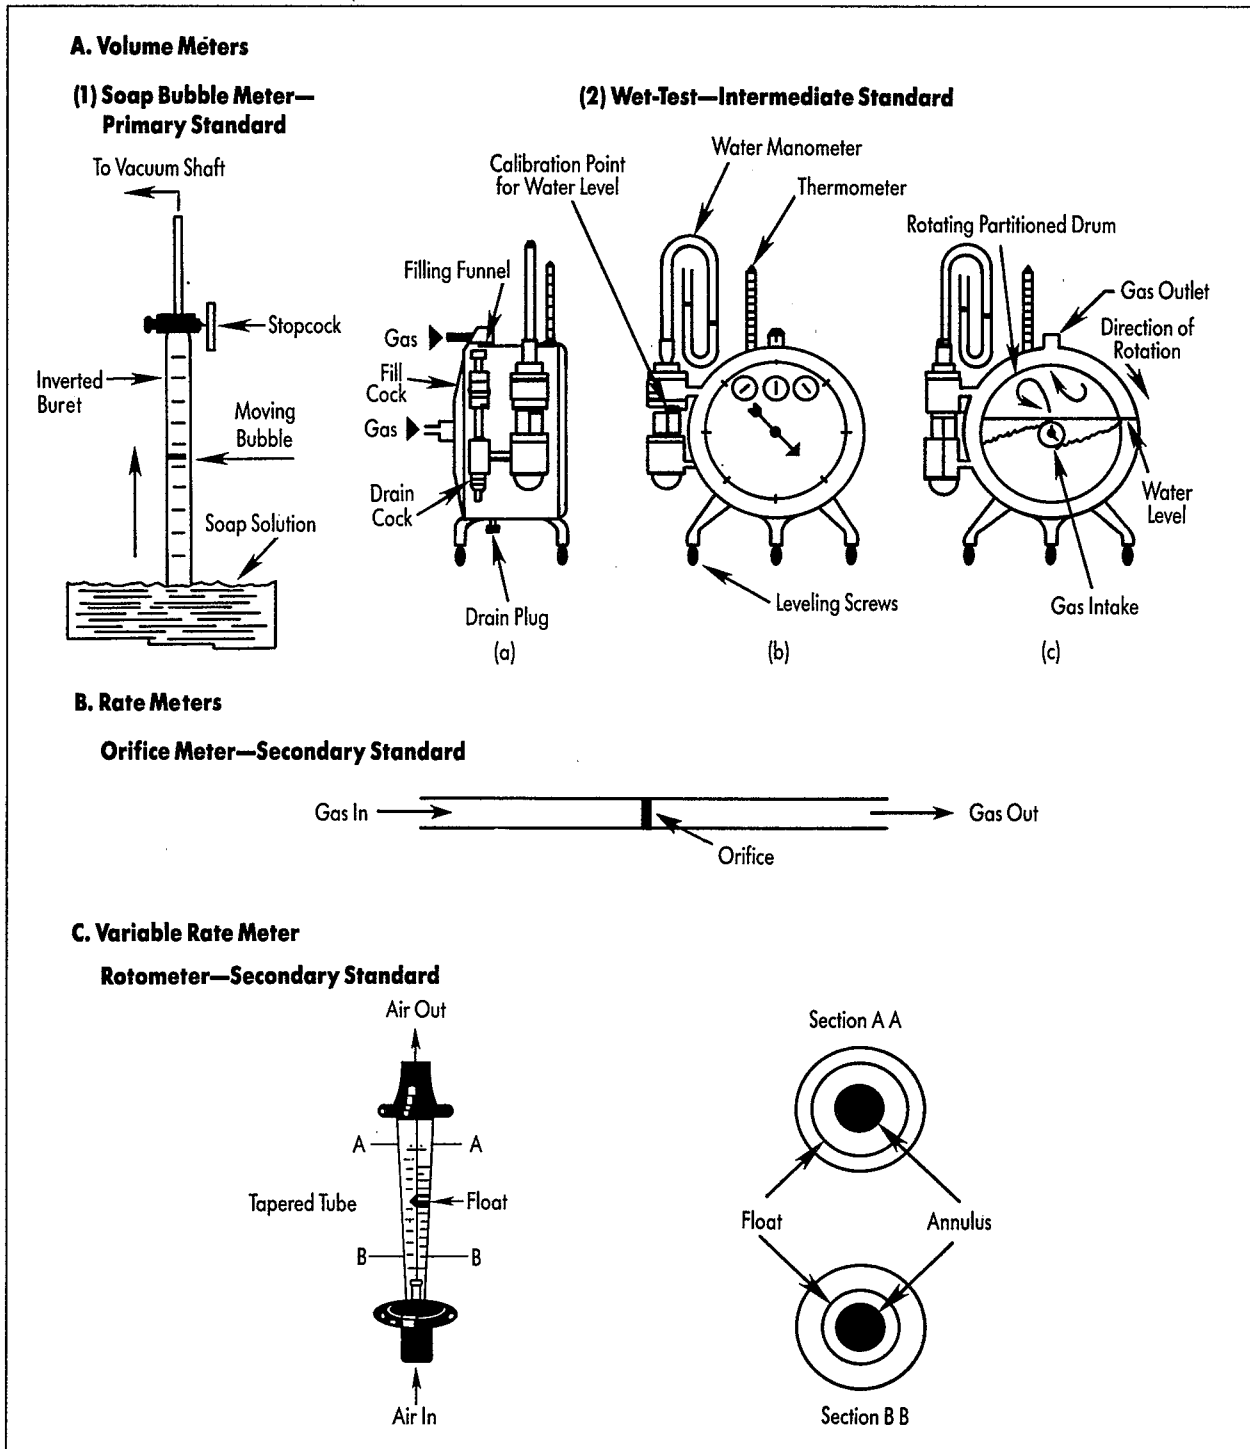 A. Volume Meters
(1) Soap Bubble Meter—
Primary Standard
To Vacuum Shaft
Stopcock
Inverted
Buret
Moving
Bubble
Soap Solution
(2) Wet-Test—Intermediate Standard
Water Manometer
Calibration Point
for Water Level
Thermometer
Rotating Partitioned Drum
Filling Funnel
Gas Outlet
Gas
Direction of
Rotation
Fill
Cock
Gas
Drain
Cock
Water
Level
Leveling Screws
Gas Intake
Drain Plug
(a)
(b)
(c)
B. Rate Meters
Orifice Meter—Secondary Standard
Gas In
Gas Out
Orifice
C. Variable Rate Meter
Rotometer—Secondary Standard
Air Out
A
A
Tapered Tube
Float
B
B
Air In
Section A A
Float
Annulus
Section B B